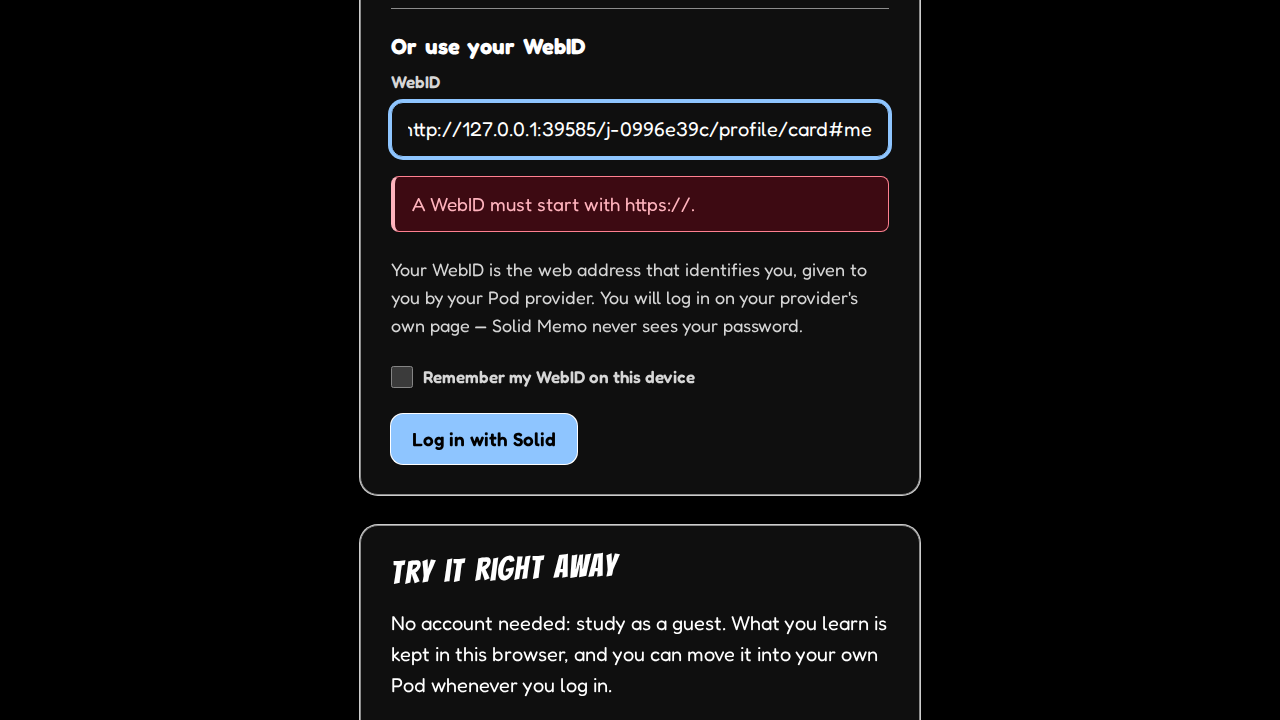 Or use your WebID
WebID
http://127.0.0.1:39585/j-0996e39c/profile/card#me
A WebID must start with https://.
Your WebID is the web address that identifies you, given to
you by your Pod provider. You will log in on your provider's
own page — Solid Memo never sees your password.
Remember my WebID on this device
Log in with Solid
TRY IT RIGHT AWAY
No account needed: study as a guest. What you learn is
kept in this browser, and you can move it into your own
Pod whenever you log in.